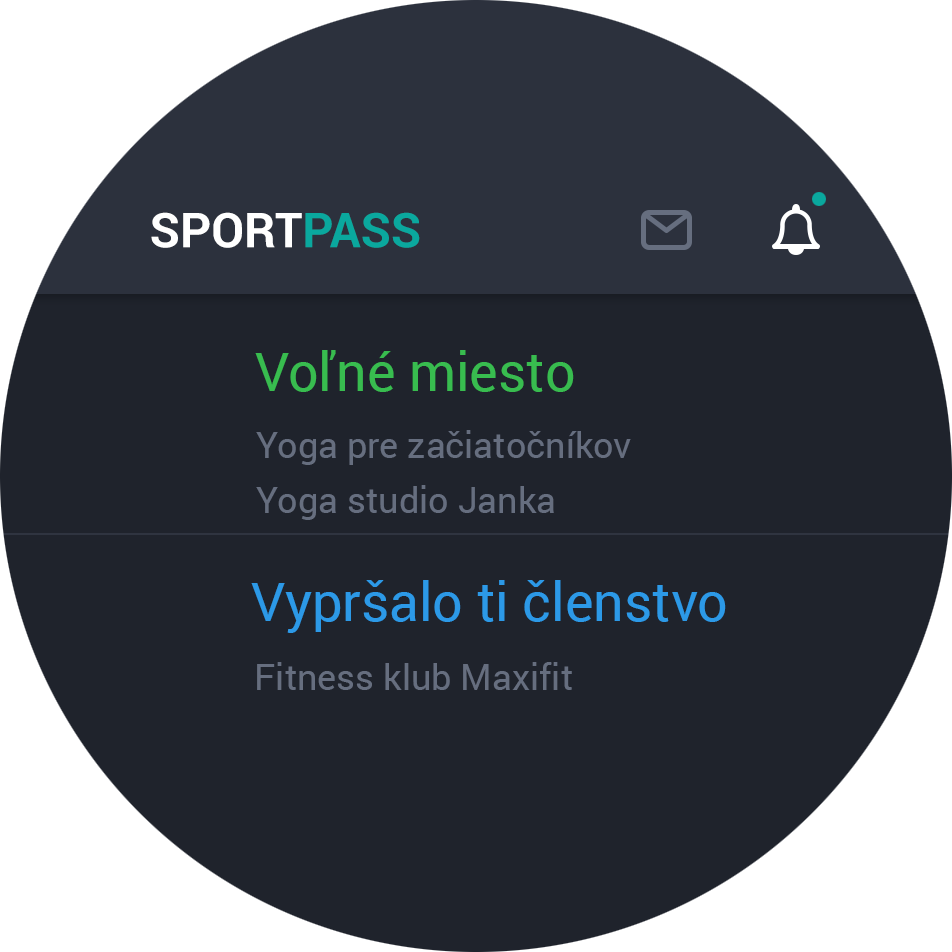 SPORTPASS
Voľné miesto
Yoga pre začiatočníkov
Yoga studio Janka
Vypršalo ti členstvo
Fitness klub Maxifit